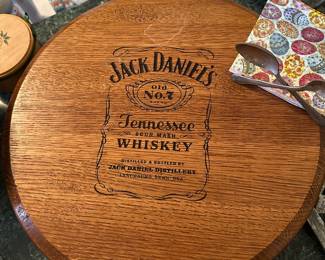 JACK DANIEL'S
Old
No.7
Tennessee
SOUR MASH
WHISKEY
DISTILLED & BOTTLED BY
JACK DANIEL DISTILLERY